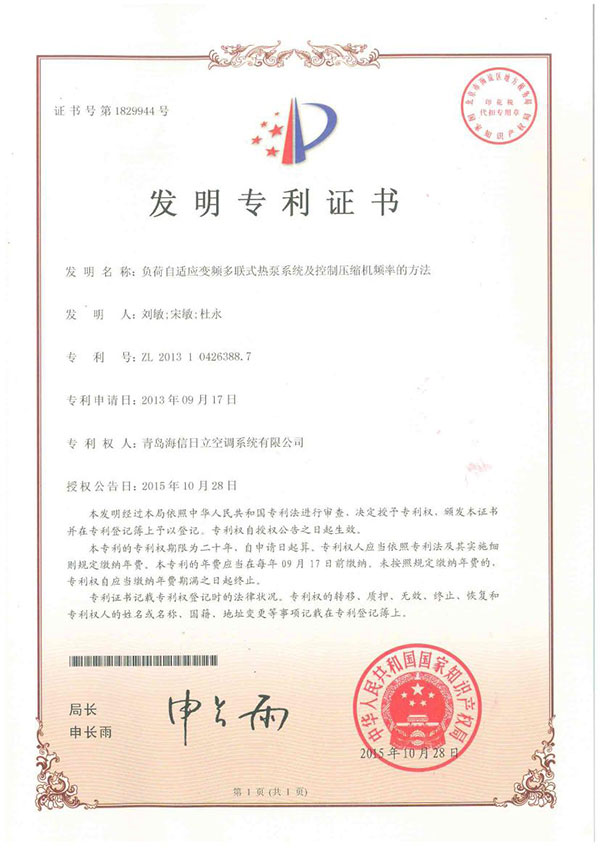 证书号第1829944号
北京市海淀区地方税务局
印花税
代扣专用章
国家知识产权局
发明专利证书
发明名称：负荷自适应变频多联式热泵系统及控制压缩机频率的方法
发明人：刘敏;宋敏;杜永
专利号：ZL 2013 1 0426388.7
专利申请日：2013年09月17日
专利权人：青岛海信日立空调系统有限公司
授权公告日：2015年10月28日
本发明经过本局依照中华人民共和国专利法进行审查，决定授予专利权，颁发本证书
并在专利登记簿上予以登记。专利权自授权公告之日起生效。
本专利的专利权期限为二十年，自申请日起算。专利权人应当依照专利法及其实施细
则规定缴纳年费。本专利的年费应当在每年09月17日前缴纳。未按照规定缴纳年费的，
专利权自应当缴纳年费期满之日起终止。
专利证书记载专利权登记时的法律状况。专利权的转移、质押、无效、终止、恢复和
专利权人的姓名或名称、国籍、地址变更等事项记载在专利登记簿上。
局长
申长雨
申长雨
中华人民共和国国家知识产权局
2015年10月28日
第1页(共1页)